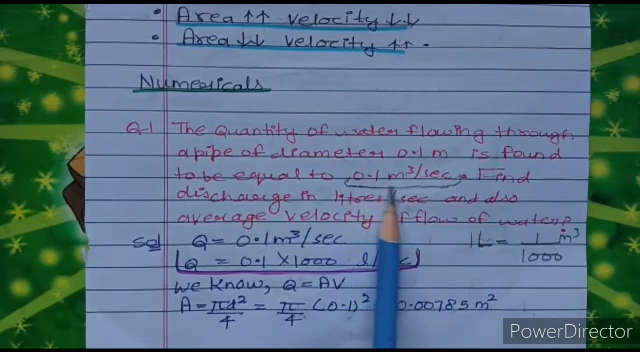 • Area ↑↑ Velocity ↓↓
• Area ↓↓ Velocity ↑↑.
Numericals
Q-1 The Quantity of water flowing through
a pipe of diameter 0.1 m is found
to be equal to 0.1 m³/sec. Find
discharge in litres/sec and also
average velocity of flow of water?
Sol Q = 0.1 m³/sec
1L = 1/1000 m³
Q = 0.1 X1000 l/
we know, Q = AV
A = πd²/4 = π/4 (0.1)² 0.00785 m²
PowerDirector